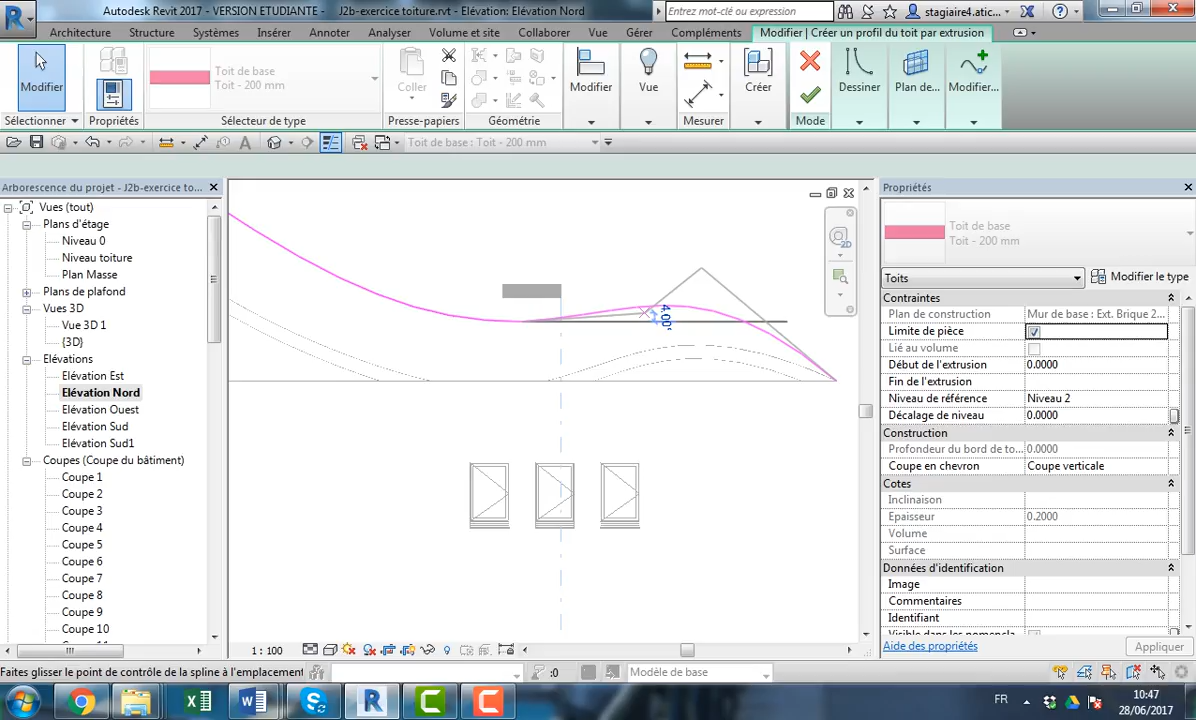 Autodesk Revit 2017 - VERSION ETUDIANTE - J2b-exercice toiture.rvt - Elévation: Elévation Nord
Entrez mot-clé ou expression
stagiaire4.atic...
Architecture Structure Systèmes Insérer Annoter Analyser Volume et site Collaborer Vue Gérer Compléments Modifier | Créer un profil du toit par extrusion
Modifier
Toit de base
Toit - 200 mm
Coller
Modifier Vue Créer Dessiner Plan de... Modifier...
Sélectionner Propriétés Sélecteur de type Presse-papiers Géométrie Mesurer Mode
Toit de base : Toit - 200 mm
Arborescence du projet - J2b-exercice to...
Vues (tout)
Plans d'étage
Niveau 0
Niveau toiture
Plan Masse
Plans de plafond
Vues 3D
Vue 3D 1
{3D}
Elévations
Elévation Est
Elévation Nord
Elévation Ouest
Elévation Sud
Elévation Sud1
Coupes (Coupe du bâtiment)
Coupe 1
Coupe 2
Coupe 3
Coupe 4
Coupe 5
Coupe 6
Coupe 7
Coupe 8
Coupe 9
Coupe 10
2D
4.00°
1 : 100
Propriétés
Toit de base
Toit - 200 mm
Toits Modifier le type
Contraintes
Plan de construction Mur de base : Ext. Brique 2...
Limite de pièce
Lié au volume
Début de l'extrusion 0.0000
Fin de l'extrusion
Niveau de référence Niveau 2
Décalage de niveau 0.0000
Construction
Profondeur du bord de to... 0.0000
Coupe en chevron Coupe verticale
Cotes
Inclinaison
Epaisseur 0.2000
Volume
Surface
Données d'identification
Image
Commentaires
Identifiant
Aide des propriétés Appliquer
Faites glisser le point de contrôle de la spline à l'emplacement
:0
Modèle de base
FR
10:47
28/06/2017